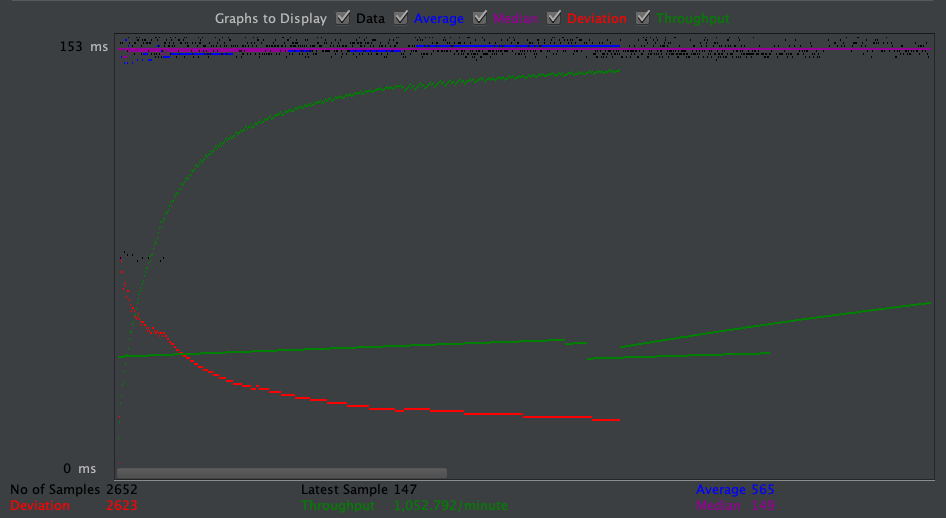 Graphs to Display Data Average Median Deviation Throughput
153 ms
0 ms
No of Samples 2652 Latest Sample 147 Average 565
Deviation 2623 Throughput 1,052.792/minute Median